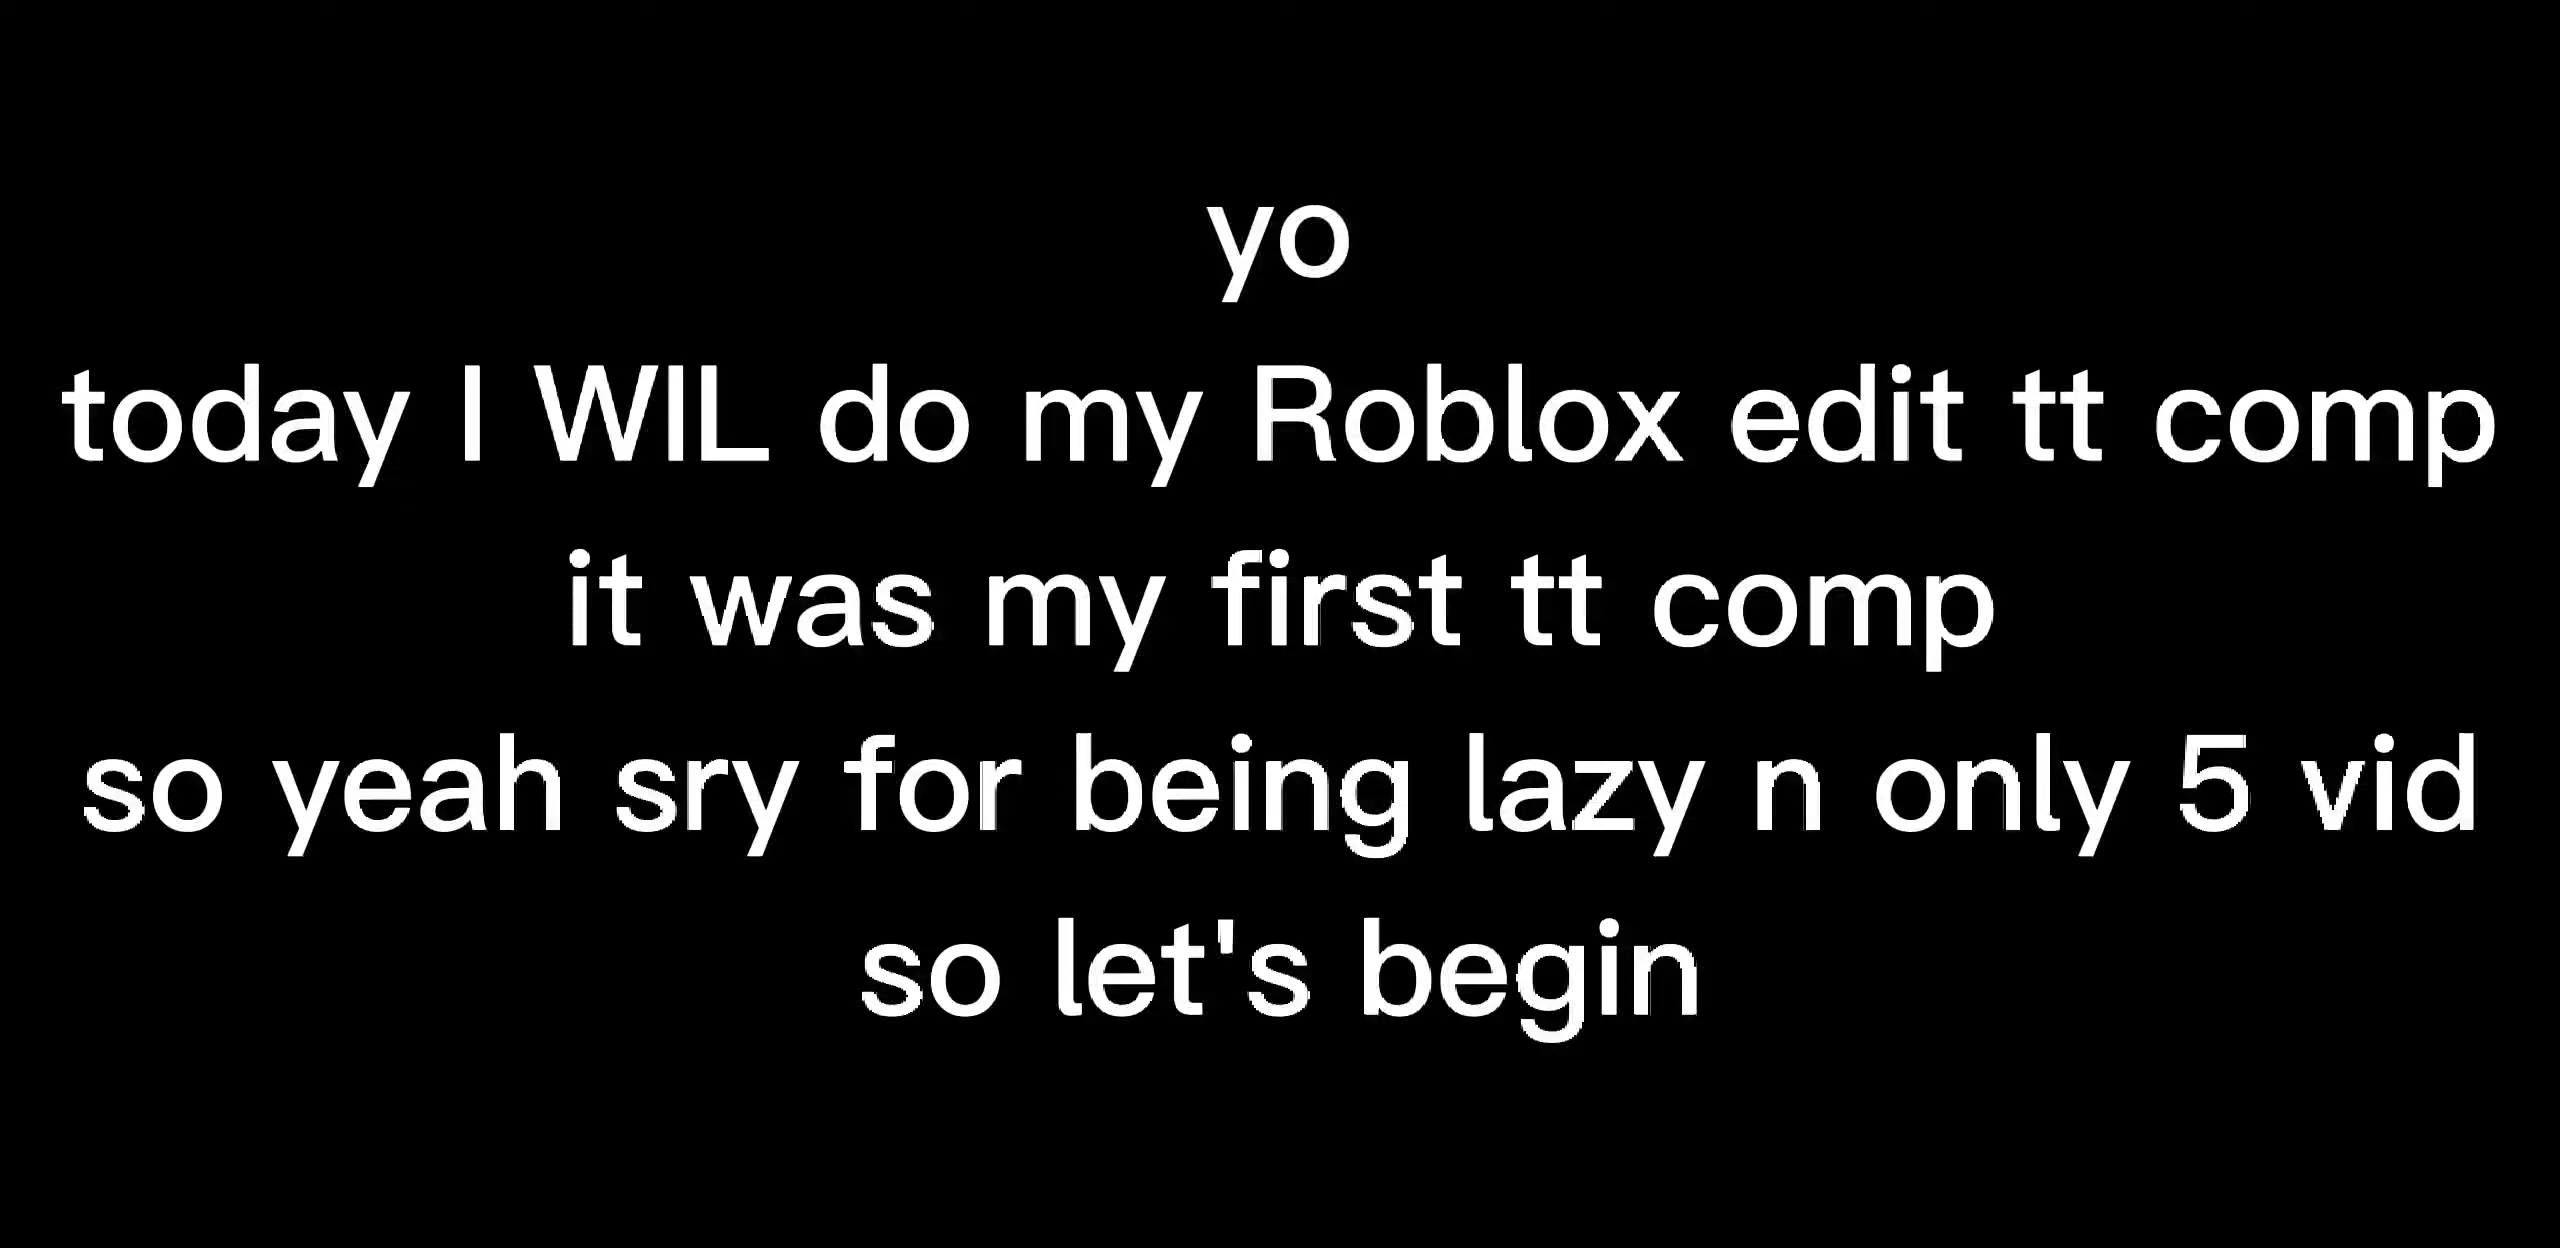 yo
today I WIL do my Roblox edit tt comp
it was my first tt comp
so yeah sry for being lazy n only 5 vid
so let's begin